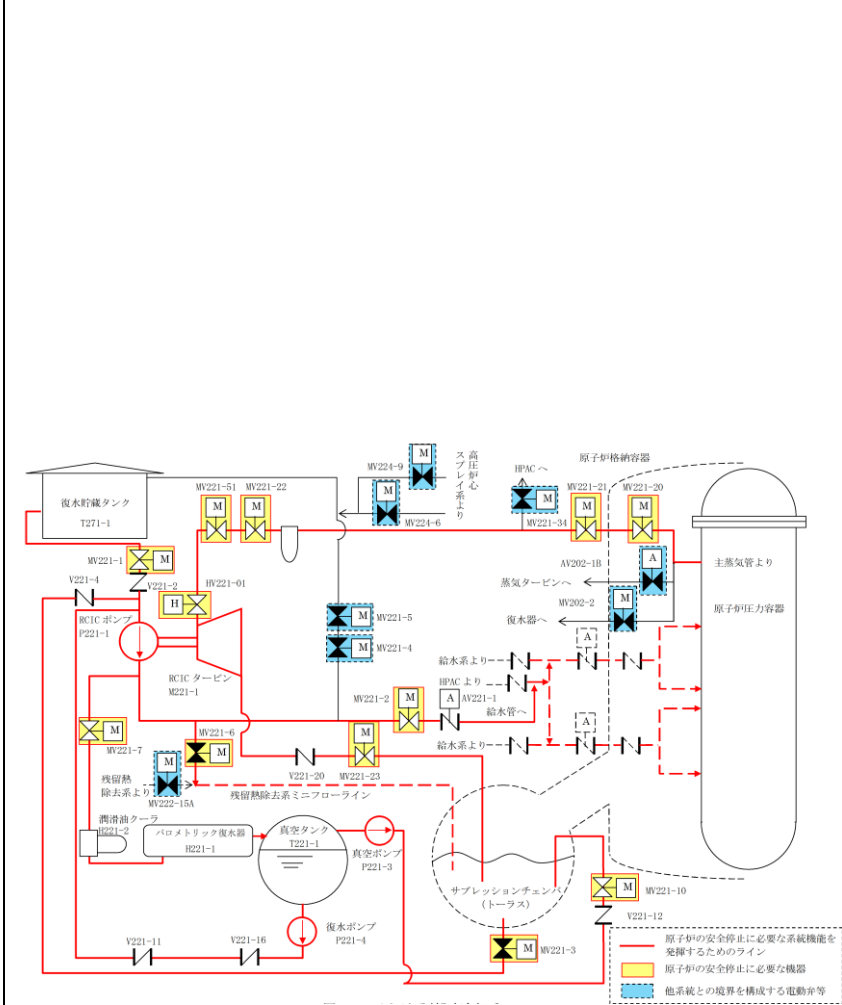 MV224-9
高圧炉心
スプレイ系より
原子炉格納容器
HPACへ
MV221-51
MV221-22
MV221-21
MV221-20
復水貯蔵タンク
T271-1
MV224-6
MV221-34
MV221-1
V221-4
V221-2
HV221-01
AV202-1B
主蒸気管より
蒸気タービンへ
MV202-2
原子炉圧力容器
復水器へ
RCICポンプ
P221-1
MV221-5
MV221-4
RCICタービン
M221-1
給水系より
HPACより
MV221-2
AV221-1
給水管へ
MV221-6
MV221-7
給水系より
V221-20
MV221-23
残留熱
除去系より
MV222-15A
残留熱除去系ミニフローライン
潤滑油クーラ
H221-2
バロメトリック復水器
H221-1
真空タンク
T221-1
真空ポンプ
P221-3
サプレッションチェンバ
(トーラス)
MV221-10
V221-12
復水ポンプ
P221-4
V221-11
V221-16
MV221-3
原子炉の安全停止に必要な系統機能を
発揮するためのライン
原子炉の安全停止に必要な機器
他系統との境界を構成する電動弁等
M
M
M
M
M
M
M
M
A
M
H
M
M
M
A
A
M
M
M
M
A
M
M
M